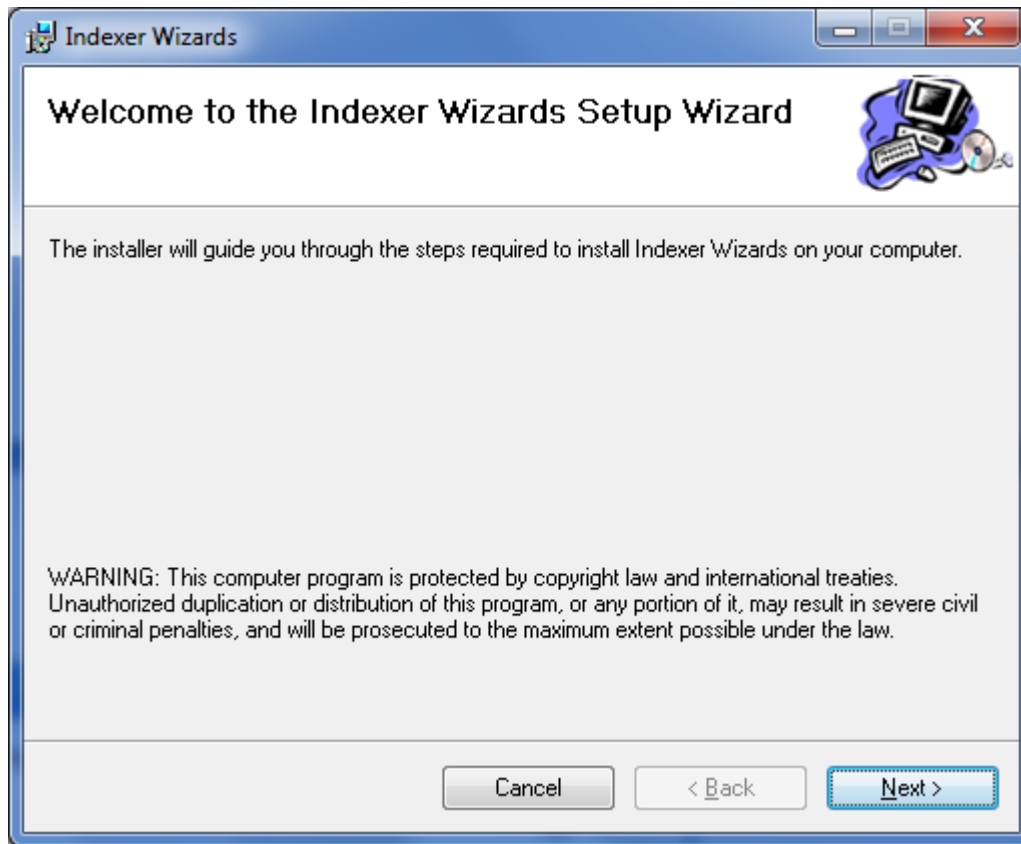 Indexer Wizards
Welcome to the Indexer Wizards Setup Wizard
The installer will guide you through the steps required to install Indexer Wizards on your computer.
WARNING: This computer program is protected by copyright law and international treaties.
Unauthorized duplication or distribution of this program, or any portion of it, may result in severe civil
or criminal penalties, and will be prosecuted to the maximum extent possible under the law.
Cancel
< Back
Next >